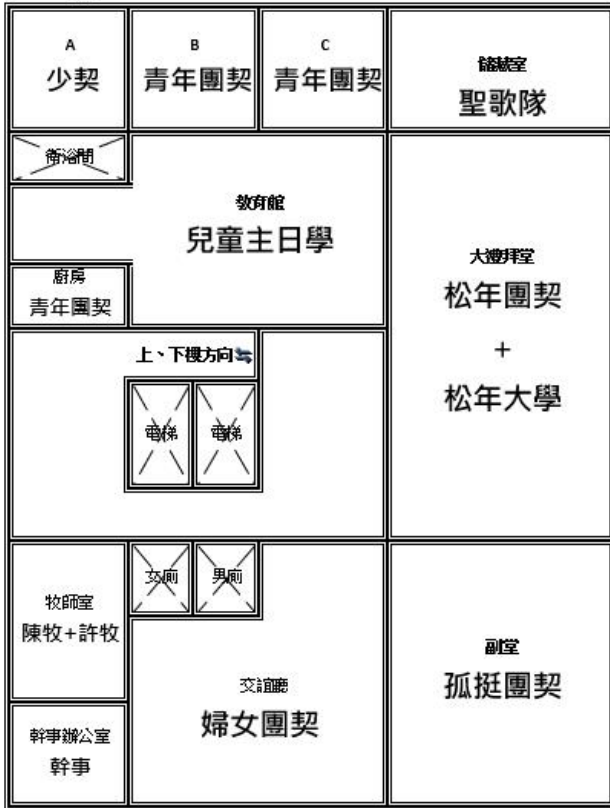 A
少契
B
青年團契
C
青年團契
儲藏室
聖歌隊
衛浴間
教育館
兒童主日學
大禮拜堂
松年團契
+
松年大學
廚房
青年團契
上、下樓方向
電梯
電梯
女廁
男廁
牧師室
陳牧+許牧
交誼廳
婦女團契
副堂
孤挺團契
幹事辦公室
幹事